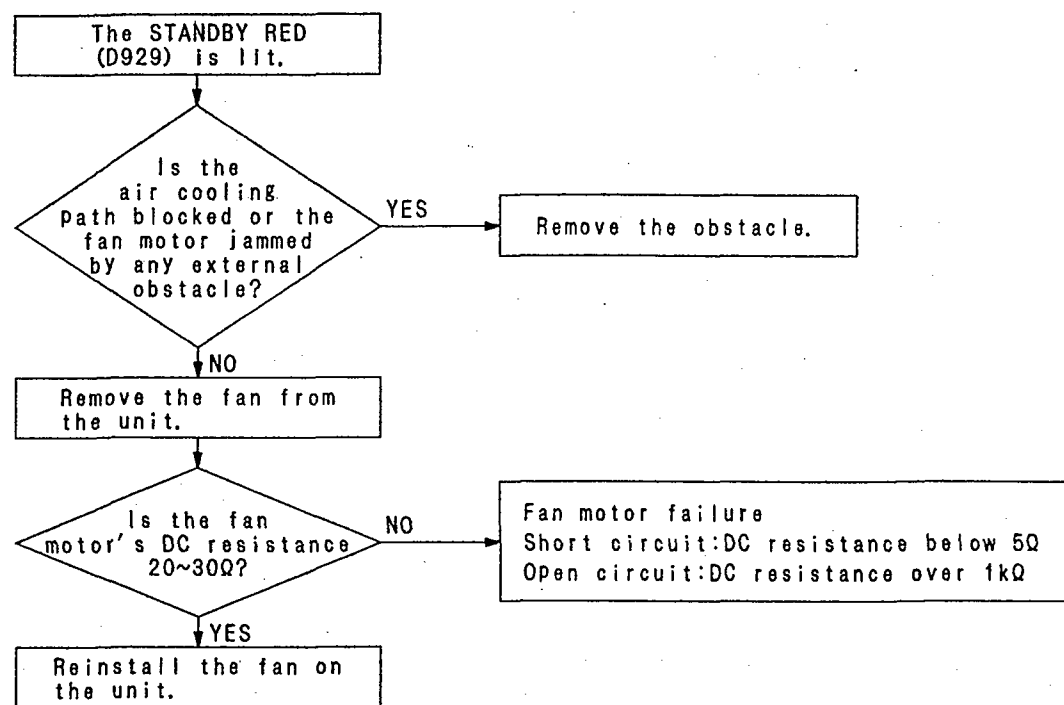 The STANDBY RED
(D929) is lit.
Is the
air cooling
path blocked or the
fan motor jammed
by any external
obstacle?
YES
Remove the obstacle.
NO
Remove the fan from
the unit.
Is the fan
motor's DC resistance
20~30Ω?
NO
Fan motor failure
Short circuit:DC resistance below 5Ω
Open circuit:DC resistance over 1kΩ
YES
Reinstall the fan on
the unit.